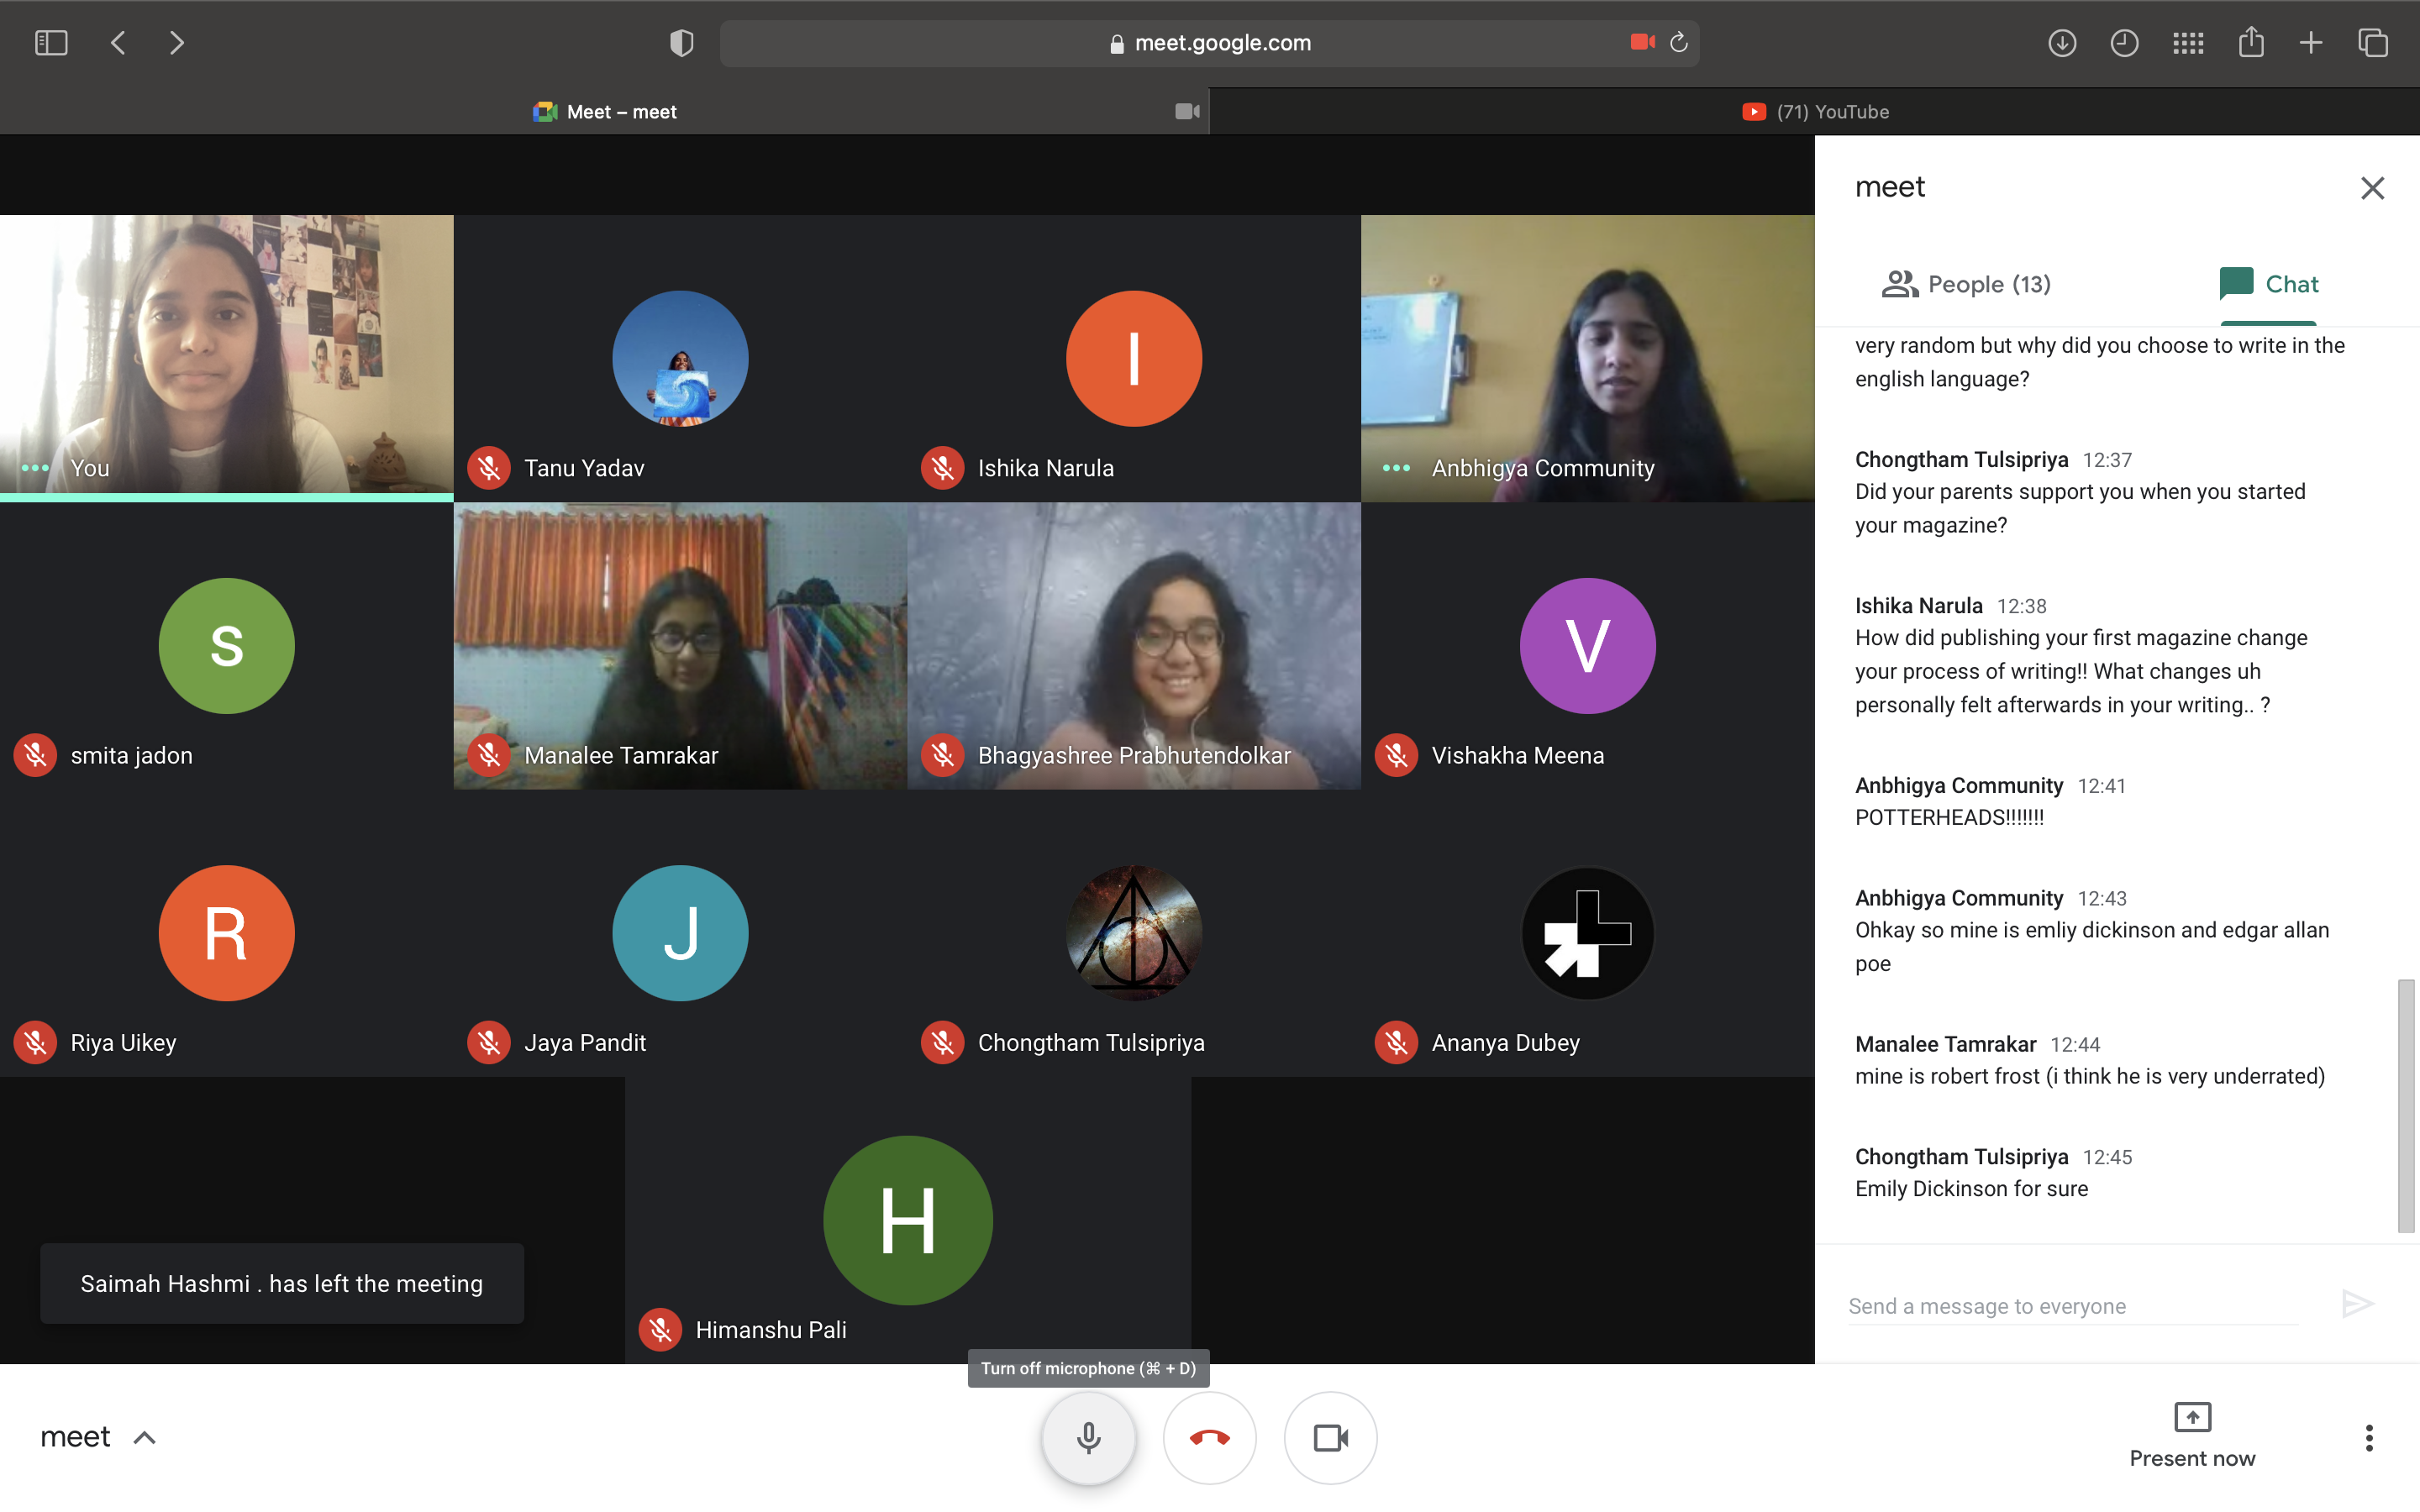 meet.google.com
Meet – meet
(71) YouTube
You
Tanu Yadav
I
Ishika Narula
Anbhigya Community
S
smita jadon
Manalee Tamrakar
Bhagyashree Prabhutendolkar
V
Vishakha Meena
R
Riya Uikey
J
Jaya Pandit
Chongtham Tulsipriya
Ananya Dubey
H
Himanshu Pali
Saimah Hashmi . has left the meeting
meet
People (13)
Chat
very random but why did you choose to write in the
english language?
Chongtham Tulsipriya 12:37
Did your parents support you when you started
your magazine?
Ishika Narula 12:38
How did publishing your first magazine change
your process of writing!! What changes uh
personally felt afterwards in your writing.. ?
Anbhigya Community 12:41
POTTERHEADS!!!!!!!
Anbhigya Community 12:43
Ohkay so mine is emliy dickinson and edgar allan
poe
Manalee Tamrakar 12:44
mine is robert frost (i think he is very underrated)
Chongtham Tulsipriya 12:45
Emily Dickinson for sure
Send a message to everyone
Turn off microphone (⌘ + D)
meet
Present now